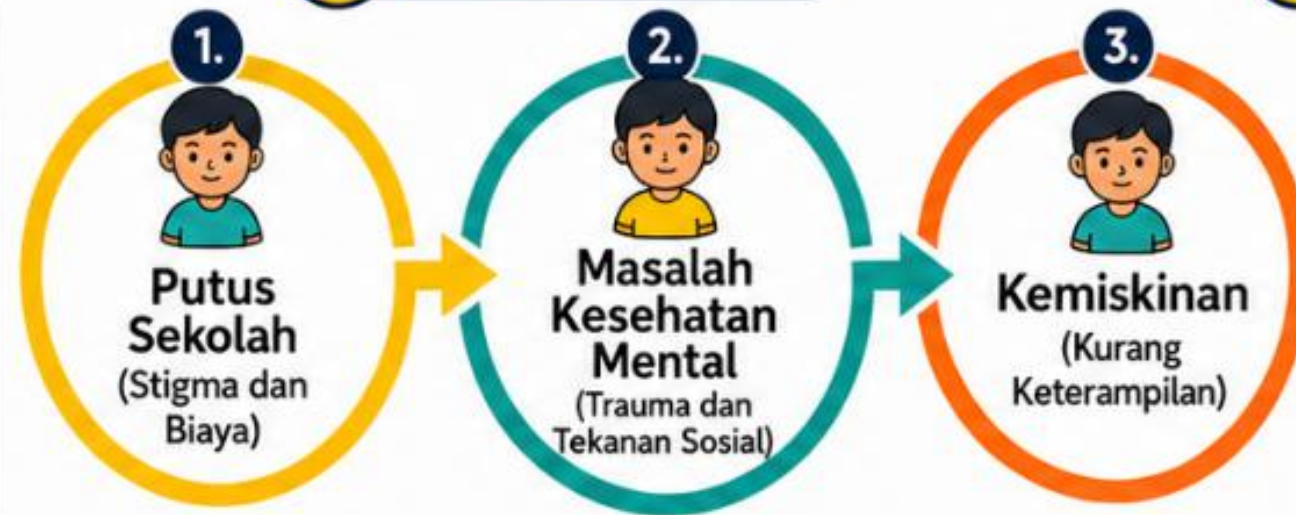 1.
Putus
Sekolah
(Stigma dan
Biaya)
2.
Masalah
Kesehatan
Mental
(Trauma dan
Tekanan Sosial)
3.
Kemiskinan
(Kurang
Keterampilan)